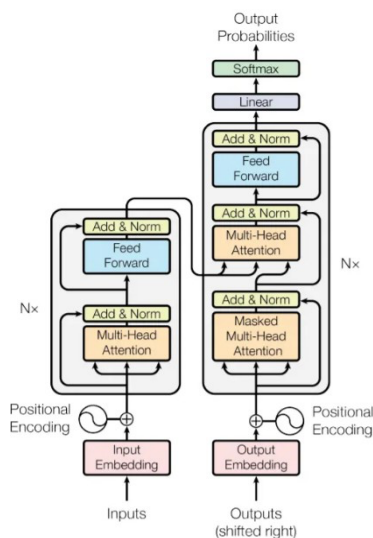 Output
Probabilities
Softmax
Linear
Add & Norm
Feed
Forward
Add & Norm
Multi-Head
Attention
Add & Norm
Masked
Multi-Head
Attention
Nx
Add & Norm
Feed
Forward
Add & Norm
Multi-Head
Attention
Nx
Positional
Encoding
Positional
Encoding
Input
Embedding
Output
Embedding
Inputs
Outputs
(shifted right)